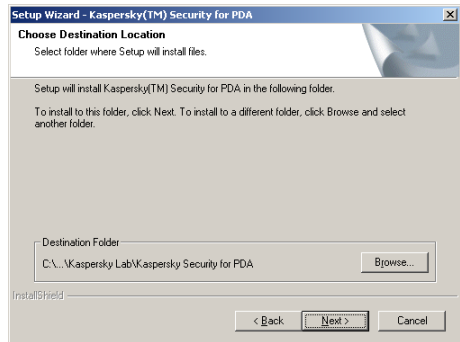 Setup Wizard - Kaspersky(TM) Security for PDA
Choose Destination Location
Select folder where Setup will install files.
Setup will install Kaspersky(TM) Security for PDA in the following folder.
To install to this folder, click Next. To install to a different folder, click Browse and select
another folder.
Destination Folder
C:\...\Kaspersky Lab\Kaspersky Security for PDA
Browse...
InstallShield
< Back Next > Cancel